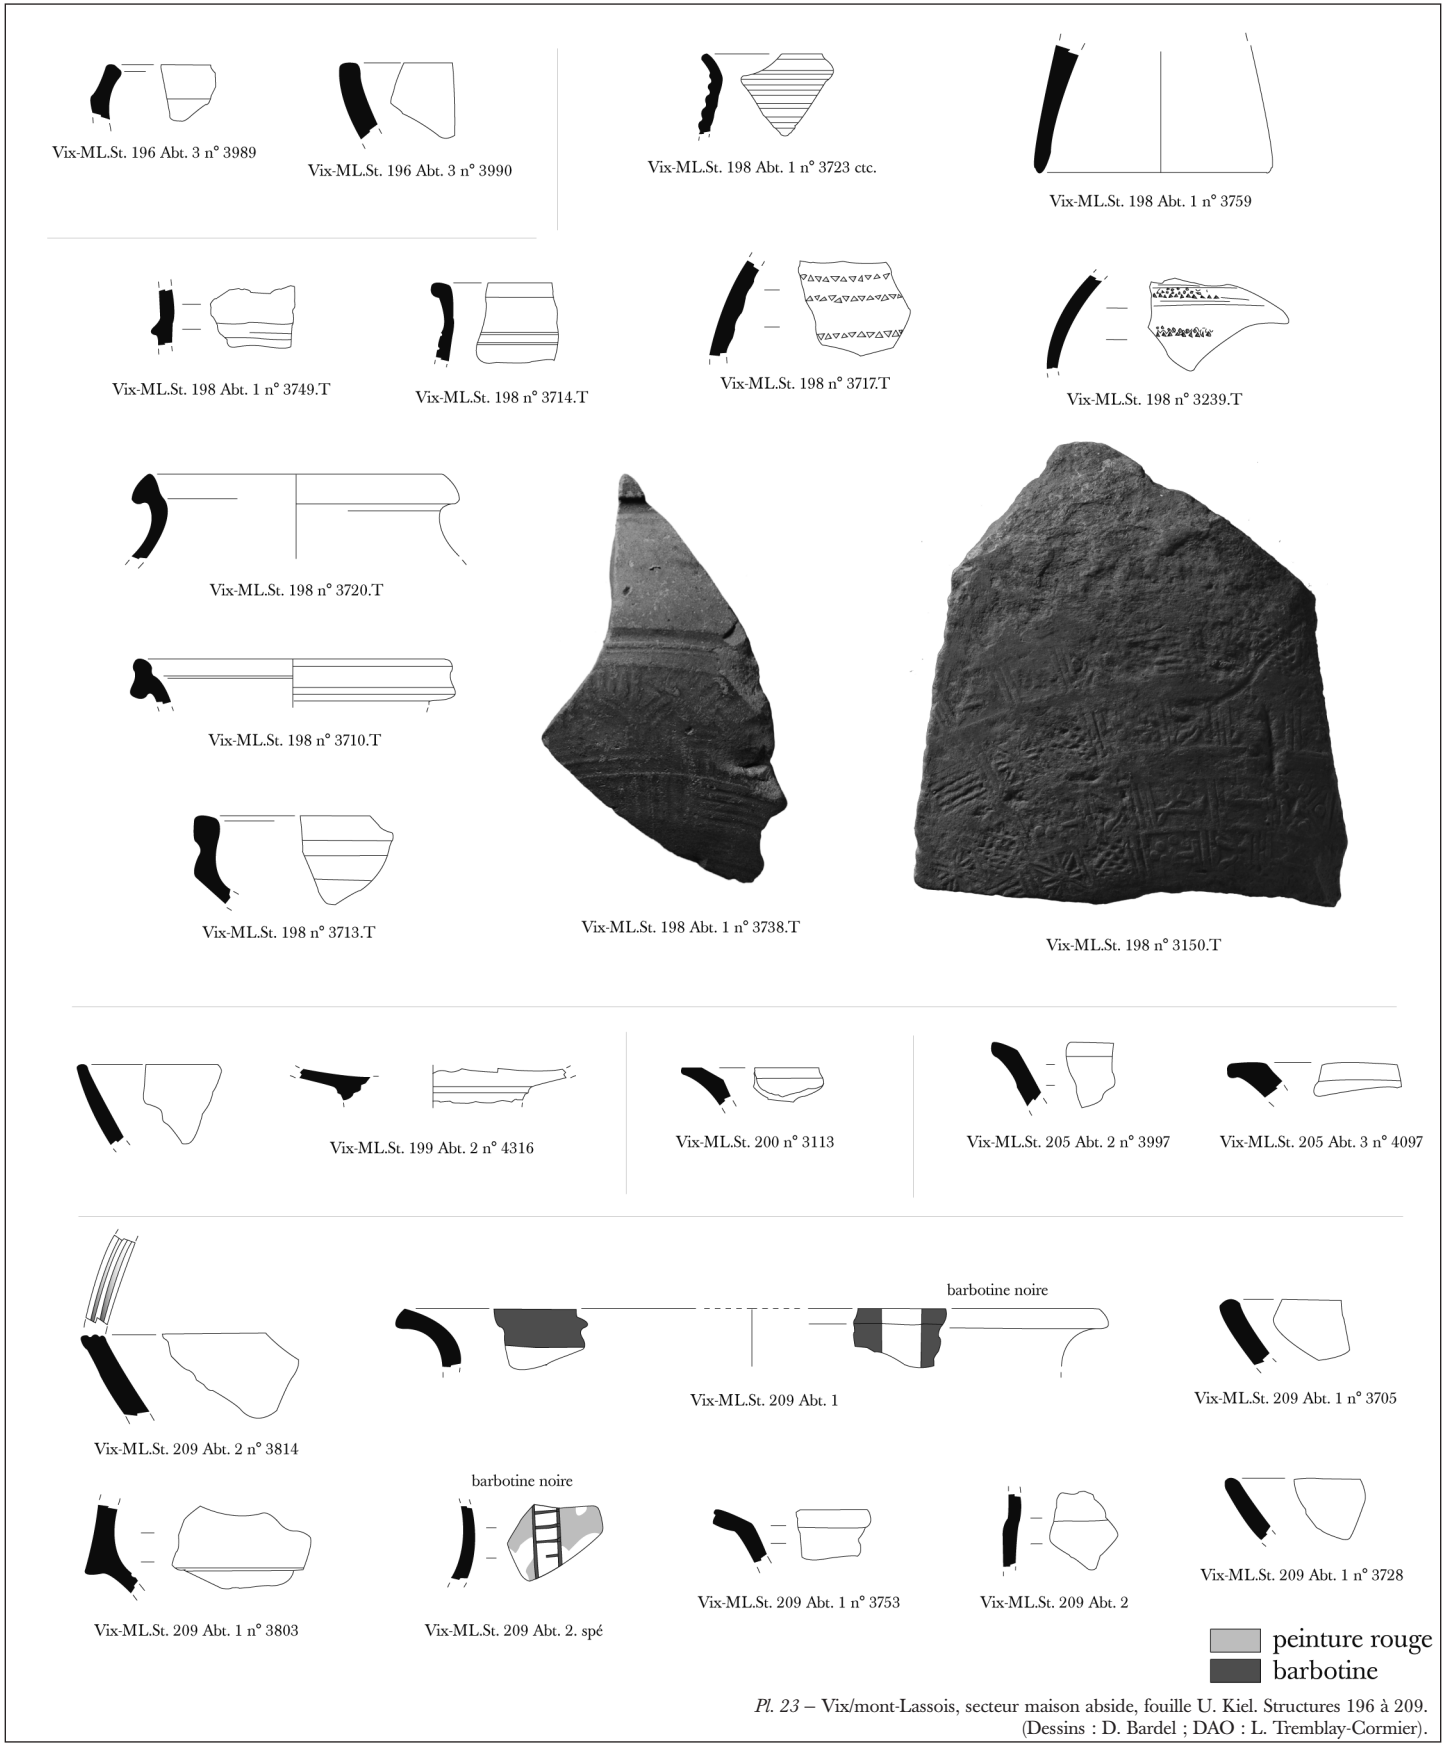 Vix-ML.St. 196 Abt. 3 n° 3989
Vix-ML.St. 196 Abt. 3 n° 3990
Vix-ML.St. 198 Abt. 1 n° 3723 ctc.
Vix-ML.St. 198 Abt. 1 n° 3759
Vix-ML.St. 198 Abt. 1 n° 3749.T
Vix-ML.St. 198 n° 3714.T
Vix-ML.St. 198 n° 3717.T
Vix-ML.St. 198 n° 3239.T
Vix-ML.St. 198 n° 3720.T
Vix-ML.St. 198 n° 3710.T
Vix-ML.St. 198 n° 3713.T
Vix-ML.St. 198 Abt. 1 n° 3738.T
Vix-ML.St. 198 n° 3150.T
Vix-ML.St. 199 Abt. 2 n° 4316
Vix-ML.St. 200 n° 3113
Vix-ML.St. 205 Abt. 2 n° 3997
Vix-ML.St. 205 Abt. 3 n° 4097
barbotine noire
Vix-ML.St. 209 Abt. 2 n° 3814
Vix-ML.St. 209 Abt. 1
Vix-ML.St. 209 Abt. 1 n° 3705
barbotine noire
Vix-ML.St. 209 Abt. 1 n° 3803
Vix-ML.St. 209 Abt. 2. spé
Vix-ML.St. 209 Abt. 1 n° 3753
Vix-ML.St. 209 Abt. 2
Vix-ML.St. 209 Abt. 1 n° 3728
peinture rouge
barbotine
Pl. 23 – Vix/mont-Lassois, secteur maison abside, fouille U. Kiel. Structures 196 à 209.
(Dessins : D. Bardel ; DAO : L. Tremblay-Cormier).